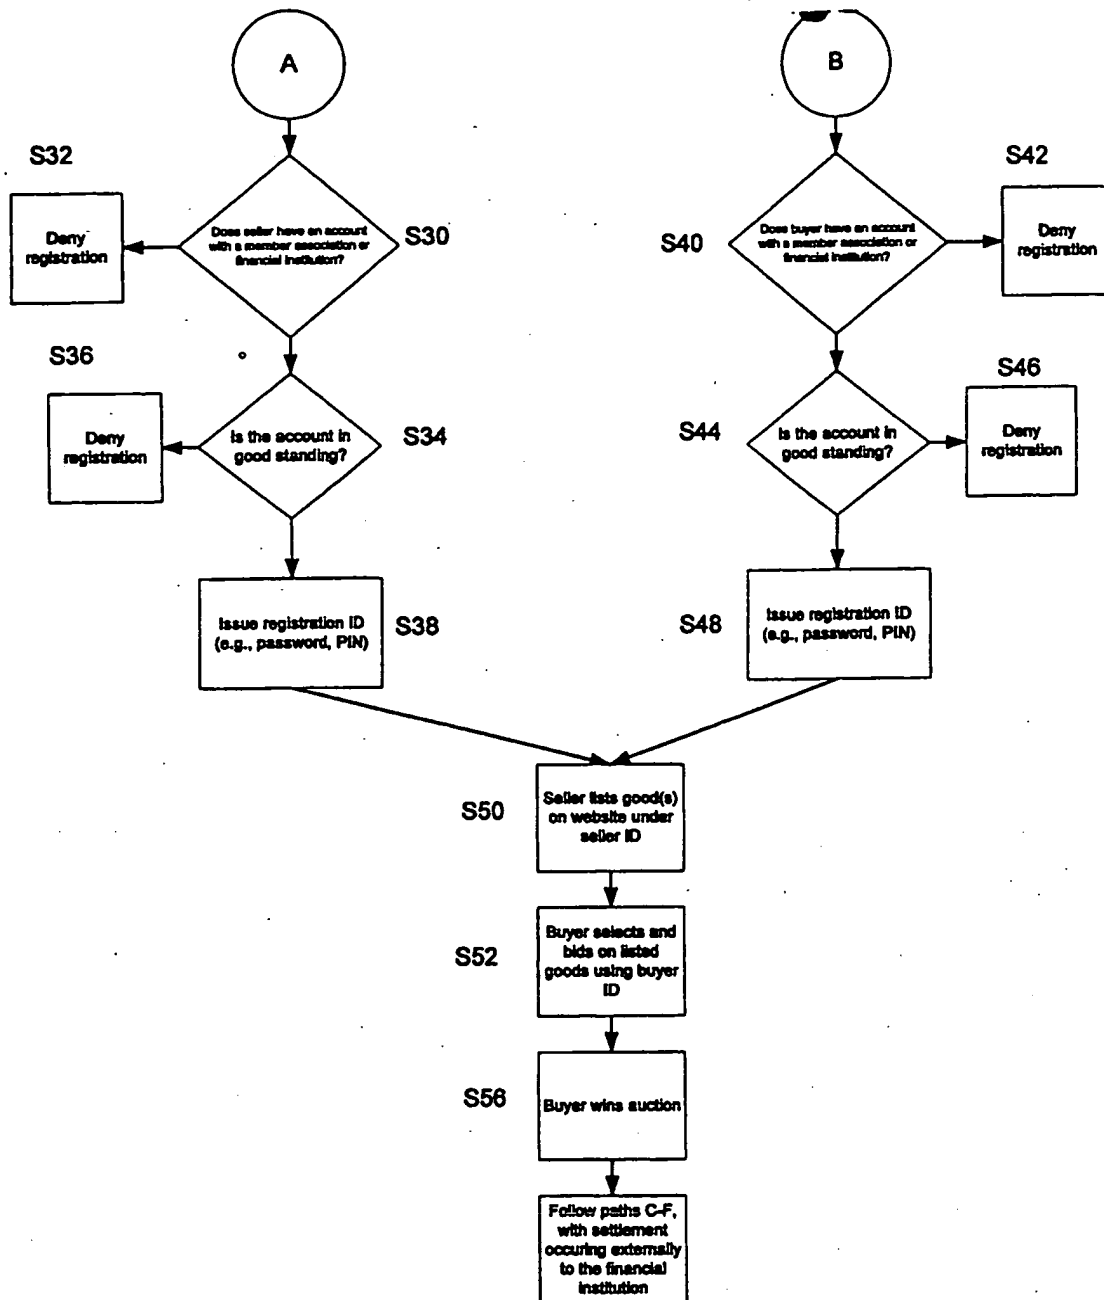 A
B
S32
S42
Deny
registration
Does seller have an account
with a member association or
financial institution?
S30
S40
Does buyer have an account
with a member association or
financial institution?
Deny
registration
S36
S46
Deny
registration
Is the account in
good standing?
S34
S44
Is the account in
good standing?
Deny
registration
Issue registration ID
(e.g., password, PIN)
S38
S48
Issue registration ID
(e.g., password, PIN)
S50
Seller lists good(s)
on website under
seller ID
S52
Buyer selects and
bids on listed
goods using buyer
ID
S56
Buyer wins auction
Follow paths C-F,
with settlement
occuring externally
to the financial
institution